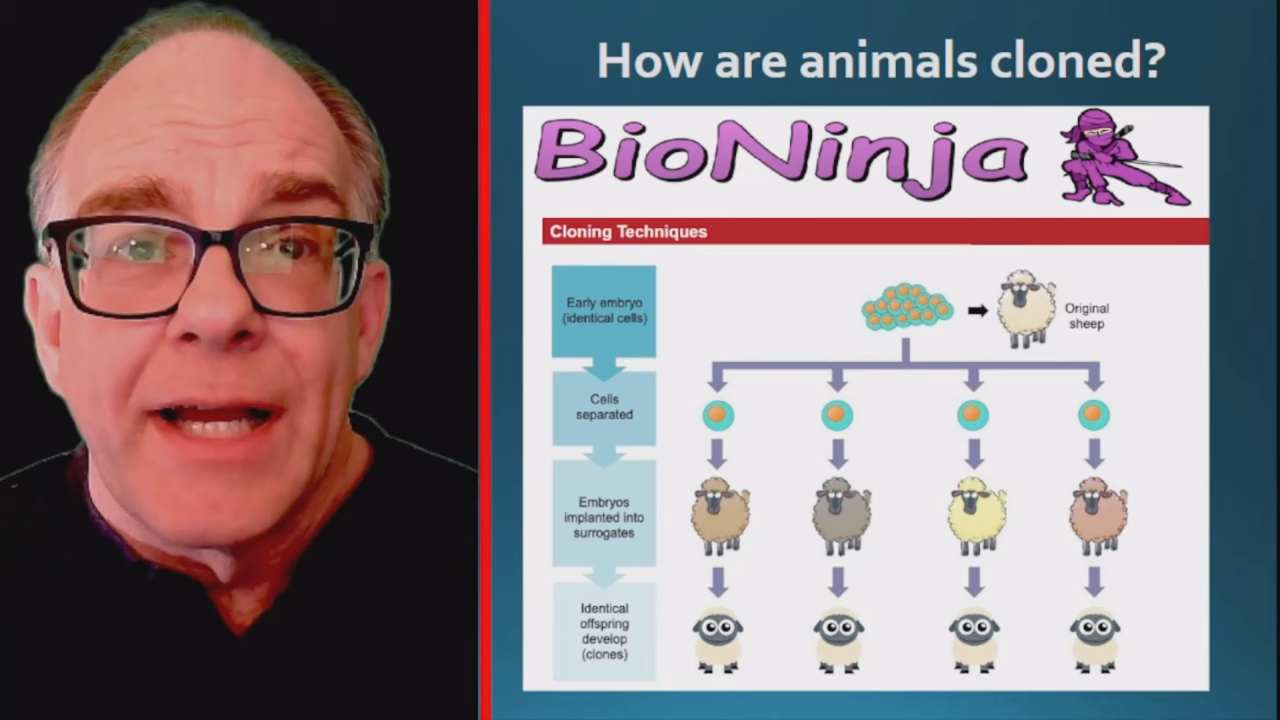 How are animals cloned?
BioNinja
Cloning Techniques
Early embryo
(identical cells)
Original
sheep
Cells
separated
Embryos
implanted into
surrogates
Identical
offspring
develop
(clones)